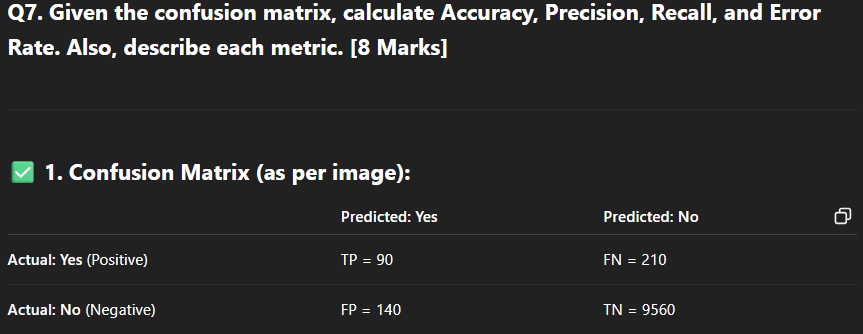 Q7. Given the confusion matrix, calculate Accuracy, Precision, Recall, and Error
Rate. Also, describe each metric. [8 Marks]
✅ 1. Confusion Matrix (as per image):
Predicted: Yes Predicted: No
Actual: Yes (Positive) TP = 90 FN = 210
Actual: No (Negative) FP = 140 TN = 9560